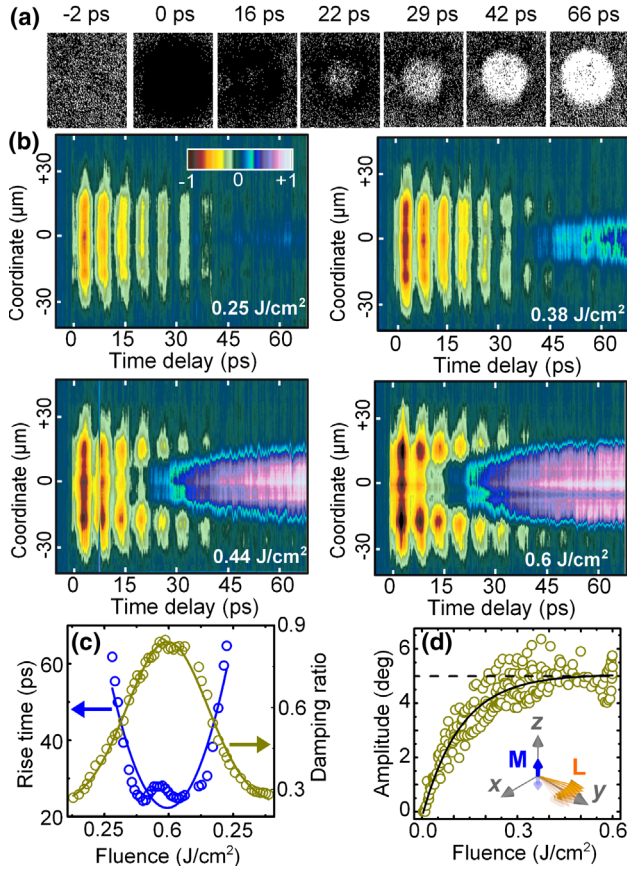 (a) -2 ps 0 ps 16 ps 22 ps 29 ps 42 ps 66 ps
(b)
-1 0 +1
Coordinate (μm)
+30
0
-30
0.25 J/cm²
0 15 30 45 60
Time delay (ps)
Coordinate (μm)
+30
0
-30
0.38 J/cm²
0 15 30 45 60
Time delay (ps)
Coordinate (μm)
+30
0
-30
0.44 J/cm²
0 15 30 45 60
Time delay (ps)
Coordinate (μm)
+30
0
-30
0.6 J/cm²
0 15 30 45 60
Time delay (ps)
(c)
Rise time (ps)
60
40
20
0.9
0.6
0.3
Damping ratio
0.25 0.6 0.25
Fluence (J/cm²)
(d)
Amplitude (deg)
6
4
2
0
z
M
L
x
y
0.0 0.3 0.6
Fluence (J/cm²)